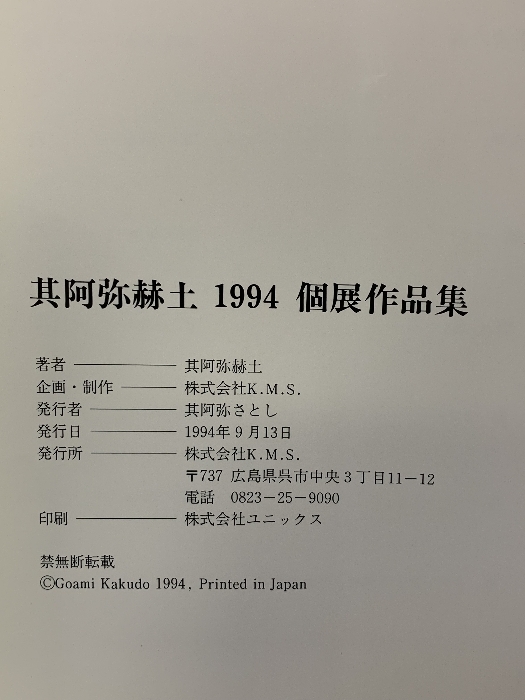 其阿弥赫土 1994 個展作品集
著者 ————— 其阿弥赫土
企画・制作 ——— 株式会社K.M.S.
発行者 ———— 其阿弥さとし
発行日 ———— 1994年9月13日
発行所 ———— 株式会社K.M.S.
〒737 広島県呉市中央3丁目11−12
電話 0823−25−9090
印刷 ————— 株式会社ユニックス
禁無断転載
©Goami Kakudo 1994, Printed in Japan